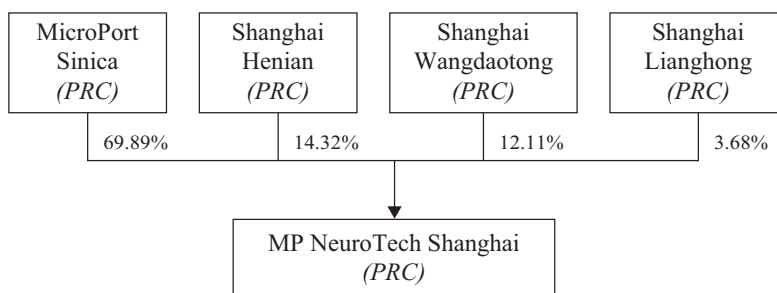 MicroPort
Sinica
(PRC)
Shanghai
Henian
(PRC)
Shanghai
Wangdaotong
(PRC)
Shanghai
Lianghong
(PRC)
69.89%
14.32%
12.11%
3.68%
MP NeuroTech Shanghai
(PRC)